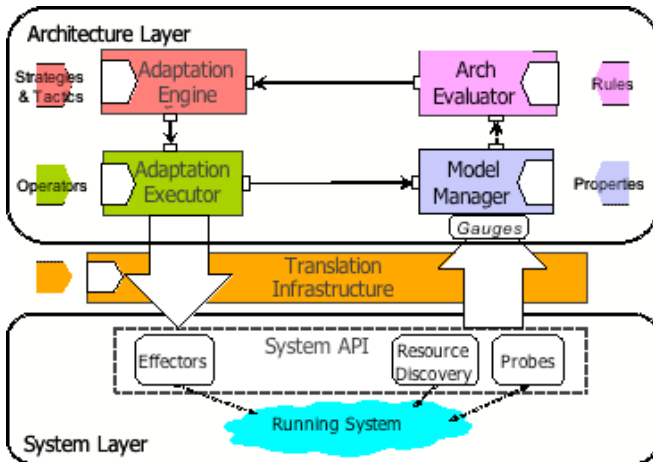 Architecture Layer
Strategies
& Tactics
Adaptation
Engine
Arch
Evaluator
Rules
Operators
Adaptation
Executor
Model
Manager
Properties
Gauges
Translation
Infrastructure
System API
Effectors
Resource
Discovery
Probes
Running System
System Layer